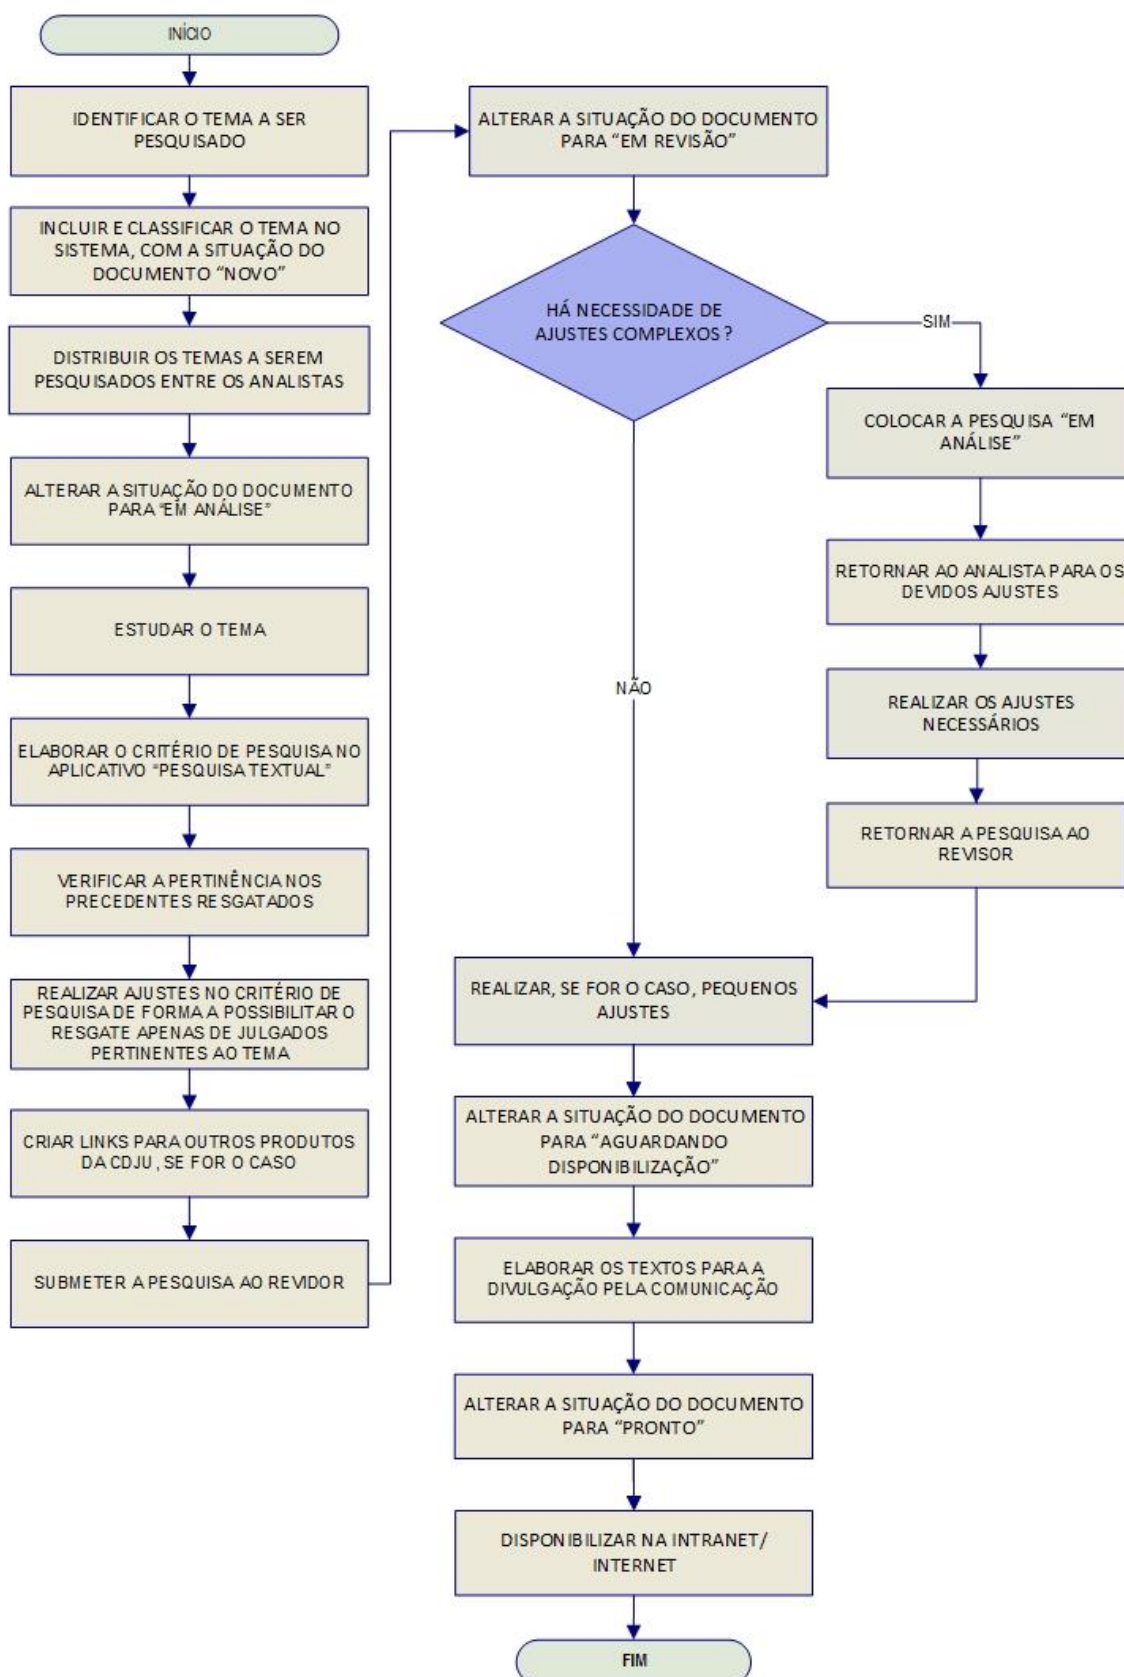 INÍCIO
IDENTIFICAR O TEMA A SER
PESQUISADO
INCLUIR E CLASSIFICAR O TEMA NO
SISTEMA, COM A SITUAÇÃO DO
DOCUMENTO “NOVO”
DISTRIBUIR OS TEMAS A SEREM
PESQUISADOS ENTRE OS ANALISTAS
ALTERAR A SITUAÇÃO DO DOCUMENTO
PARA “EM ANÁLISE”
ESTUDAR O TEMA
ELABORAR O CRITÉRIO DE PESQUISA NO
APLICATIVO “PESQUISA TEXTUAL”
VERIFICAR A PERTINÊNCIA NOS
PRECEDENTES RESGATADOS
REALIZAR AJUSTES NO CRITÉRIO DE
PESQUISA DE FORMA A POSSIBILITAR O
RESGATE APENAS DE JULGADOS
PERTINENTES AO TEMA
CRIAR LINKS PARA OUTROS PRODUTOS
DA CDJU, SE FOR O CASO
SUBMETER A PESQUISA AO REVIDOR
ALTERAR A SITUAÇÃO DO DOCUMENTO
PARA “EM REVISÃO”
HÁ NECESSIDADE DE
AJUSTES COMPLEXOS ?
SIM
COLOCAR A PESQUISA “EM
ANÁLISE”
RETORNAR AO ANALISTA PARA OS
DEVIDOS AJUSTES
REALIZAR OS AJUSTES
NECESSÁRIOS
RETORNAR A PESQUISA AO
REVISOR
NÃO
REALIZAR, SE FOR O CASO, PEQUENOS
AJUSTES
ALTERAR A SITUAÇÃO DO DOCUMENTO
PARA “AGUARDANDO
DISPONIBILIZAÇÃO”
ELABORAR OS TEXTOS PARA A
DIVULGAÇÃO PELA COMUNICAÇÃO
ALTERAR A SITUAÇÃO DO DOCUMENTO
PARA “PRONTO”
DISPONIBILIZAR NA INTRANET/
INTERNET
FIM